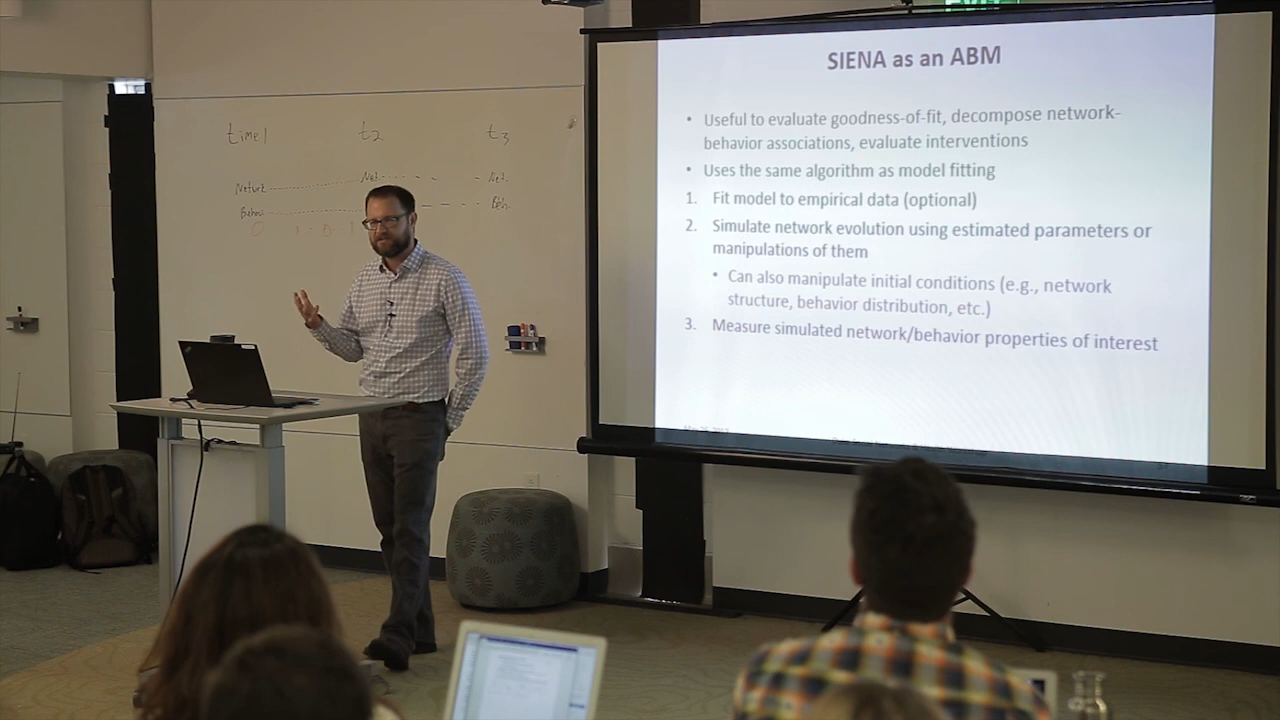 EXIT
time1 t2 t3
Network Net. Net.
Behav Beh.
SIENA as an ABM
• Useful to evaluate goodness-of-fit, decompose network-
behavior associations, evaluate interventions
• Uses the same algorithm as model fitting
1. Fit model to empirical data (optional)
2. Simulate network evolution using estimated parameters or
manipulations of them
• Can also manipulate initial conditions (e.g., network
structure, behavior distribution, etc.)
3. Measure simulated network/behavior properties of interest